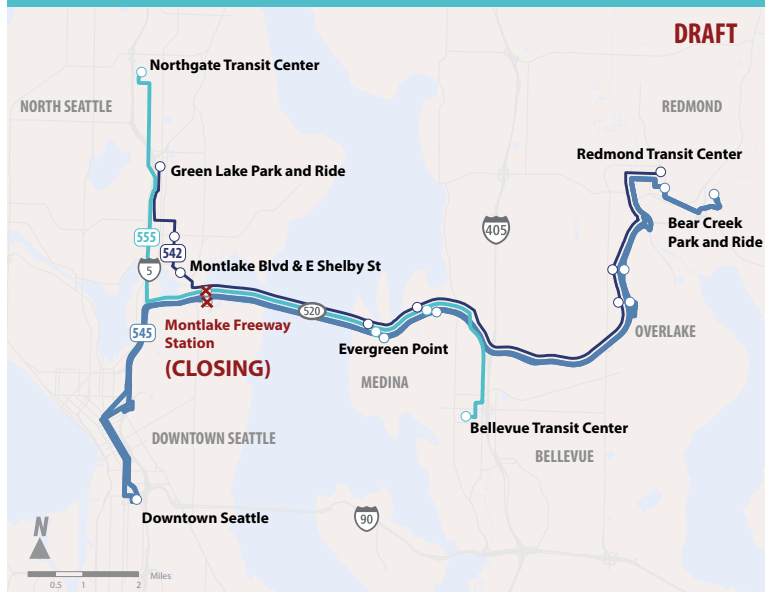 DRAFT
Northgate Transit Center
NORTH SEATTLE
REDMOND
Redmond Transit Center
Green Lake Park and Ride
Bear Creek
Park and Ride
405
555
542
5
Montlake Blvd & E Shelby St
520
545
Montlake Freeway
Station
(CLOSING)
OVERLAKE
Evergreen Point
MEDINA
Bellevue Transit Center
DOWNTOWN SEATTLE
BELLEVUE
Downtown Seattle
90
N
Miles
0.5 1 2